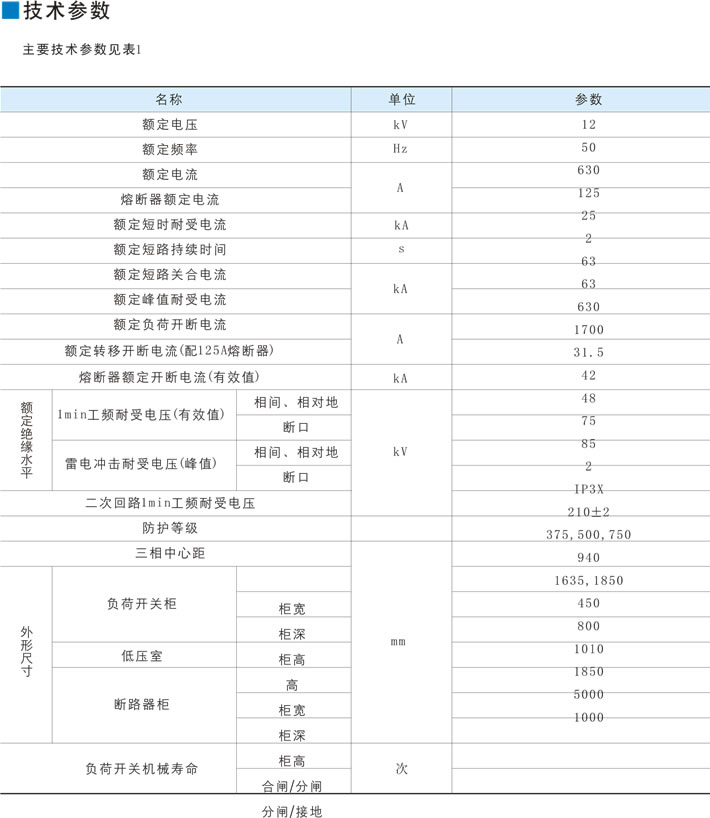 技术参数
主要技术参数见表1
名称 单位 参数
额定电压 kV 12
额定频率 Hz 50
额定电流 630
A
熔断器额定电流 125
额定短时耐受电流 kA 25
额定短路持续时间 s 2
额定短路关合电流 63
kA
额定峰值耐受电流 63
630
额定负荷开断电流 1700
A
额定转移开断电流(配125A熔断器) 31.5
熔断器额定开断电流(有效值) kA 42
额定绝缘水平
1min工频耐受电压(有效值) 相间、相对地 48
断口 75
kV
雷电冲击耐受电压(峰值) 相间、相对地 85
断口 2
IP3X
二次回路1min工频耐受电压 210±2
防护等级 375,500,750
三相中心距 940
1635,1850
外形尺寸
负荷开关柜 柜宽 450
柜深 800
mm
低压室 柜高 1010
高 1850
断路器柜 柜宽 5000
柜深 1000
负荷开关机械寿命 柜高 次
合闸/分闸
分闸/接地